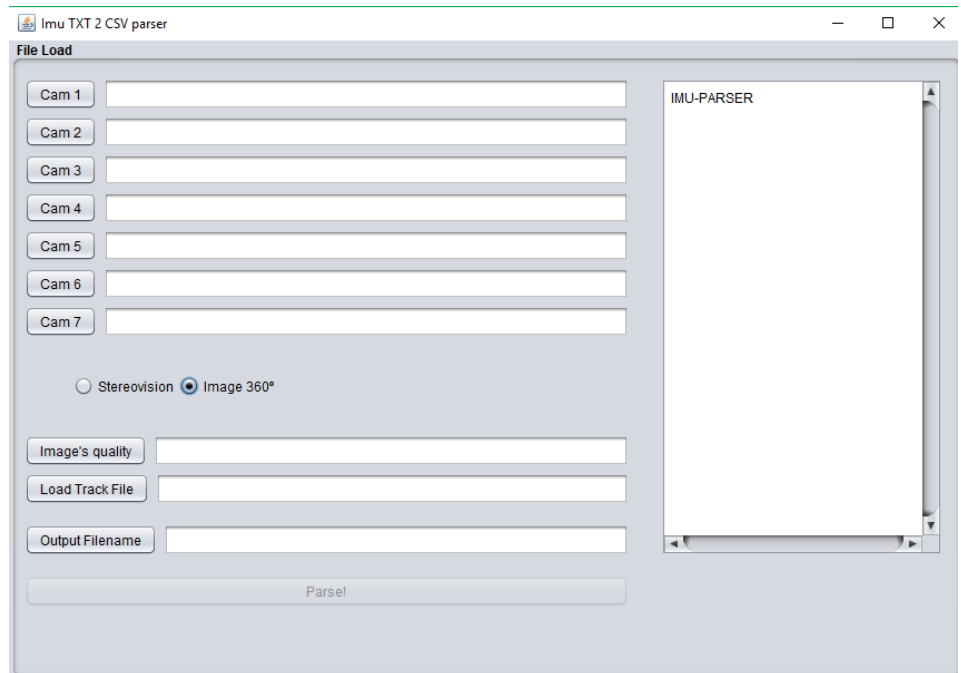 Imu TXT 2 CSV parser
File Load
Cam 1
Cam 2
Cam 3
Cam 4
Cam 5
Cam 6
Cam 7
Stereovision Image 360º
Image's quality
Load Track File
Output Filename
Parse!
IMU-PARSER